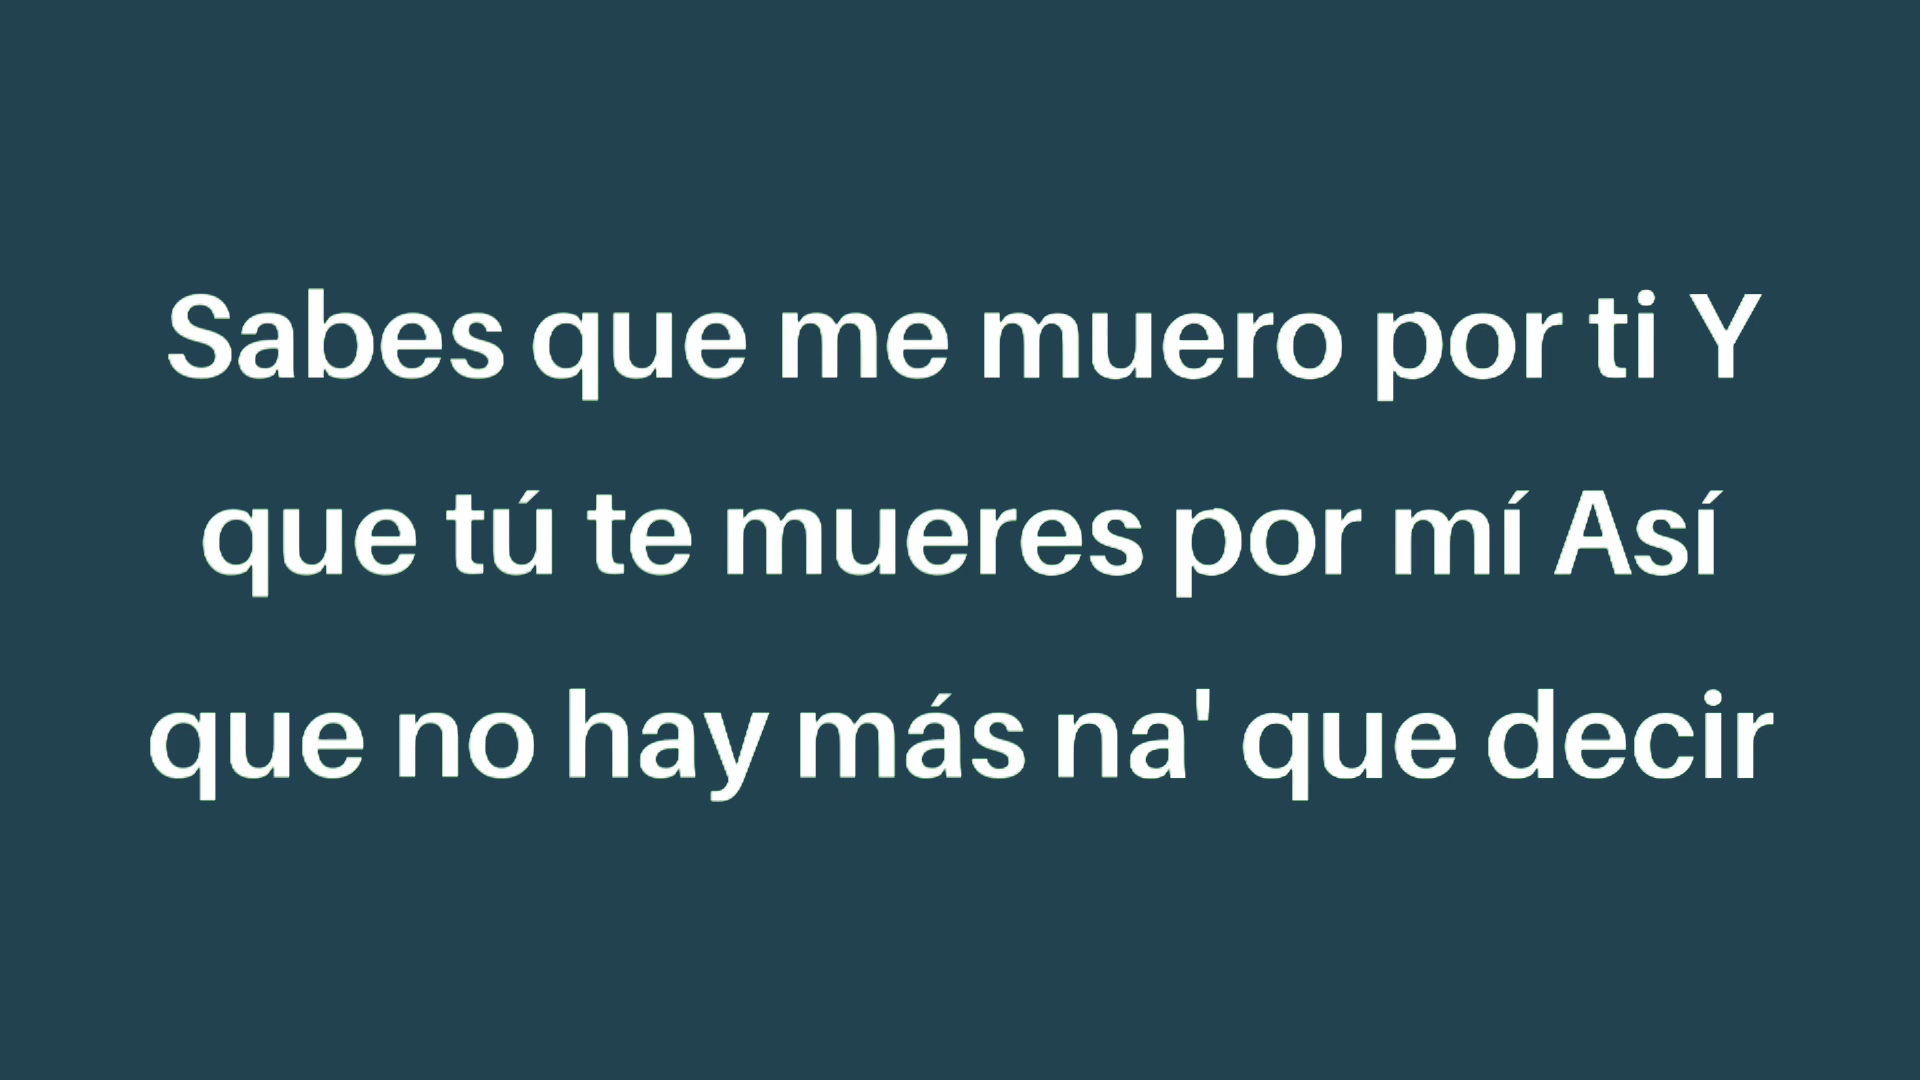 Sabes que me muero por ti Y
que tú te mueres por mí Así
que no hay más na' que decir